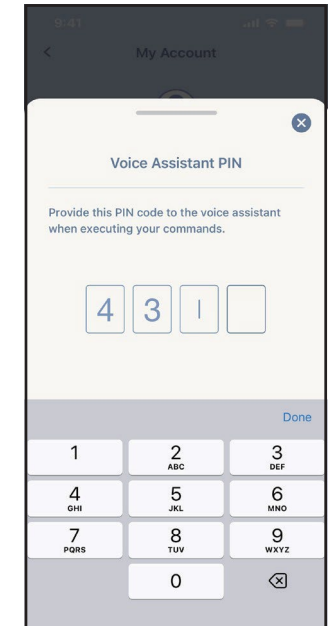 9:41
My Account
Voice Assistant PIN
Provide this PIN code to the voice assistant
when executing your commands.
4 3
Done
1 2 3
ABC DEF
4 5 6
GHI JKL MNO
7 8 9
PQRS TUV WXYZ
0